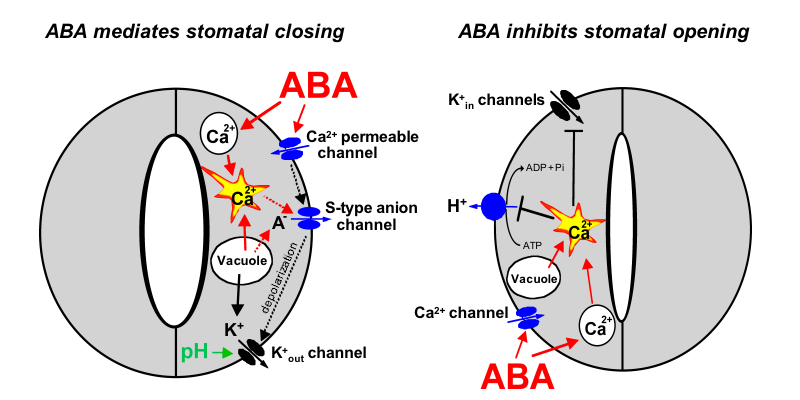 ABA mediates stomatal closing
ABA
Ca²⁺
Ca²⁺ permeable
channel
Ca²⁺
A⁻
S-type anion
channel
Vacuole
depolarization
K⁺
pH
K⁺out channel
ABA inhibits stomatal opening
K⁺in channels
ADP+Pi
H⁺
Ca²⁺
ATP
Vacuole
Ca²⁺ channel
Ca²⁺
ABA